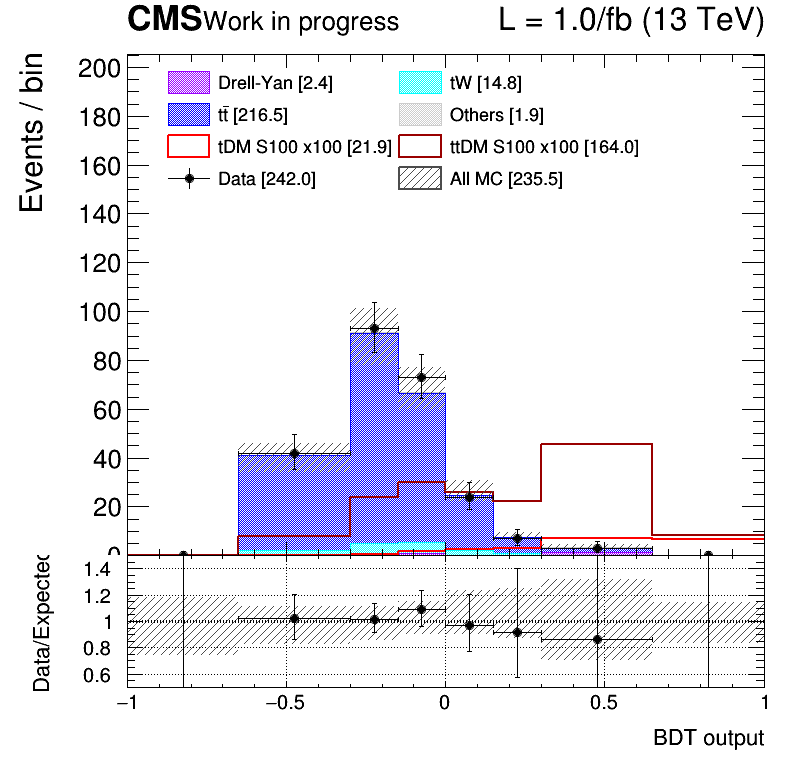 CMS Work in progress L = 1.0/fb (13 TeV)
Events / bin
200
180
160
140
120
100
80
60
40
20
0
Drell-Yan [2.4] tW [14.8]
tt̄ [216.5] Others [1.9]
tDM S100 x100 [21.9] ttDM S100 x100 [164.0]
Data [242.0] All MC [235.5]
Data/Expected
1.4
1.2
1
0.8
0.6
−1 −0.5 0 0.5 1
BDT output